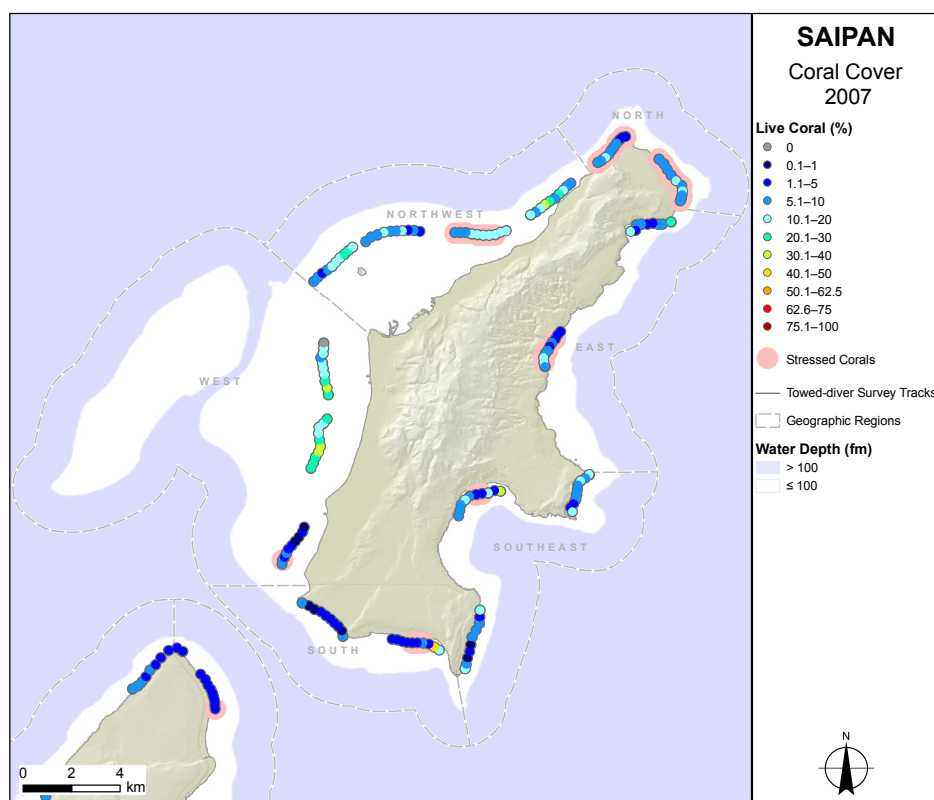 SAIPAN
Coral Cover
2007
Live Coral (%)
0
0.1–1
1.1–5
5.1–10
10.1–20
20.1–30
30.1–40
40.1–50
50.1–62.5
62.6–75
75.1–100
Stressed Corals
Towed-diver Survey Tracks
Geographic Regions
Water Depth (fm)
> 100
≤ 100
N
NORTH
NORTHWEST
EAST
WEST
SOUTHEAST
SOUTH
0 2 4
km